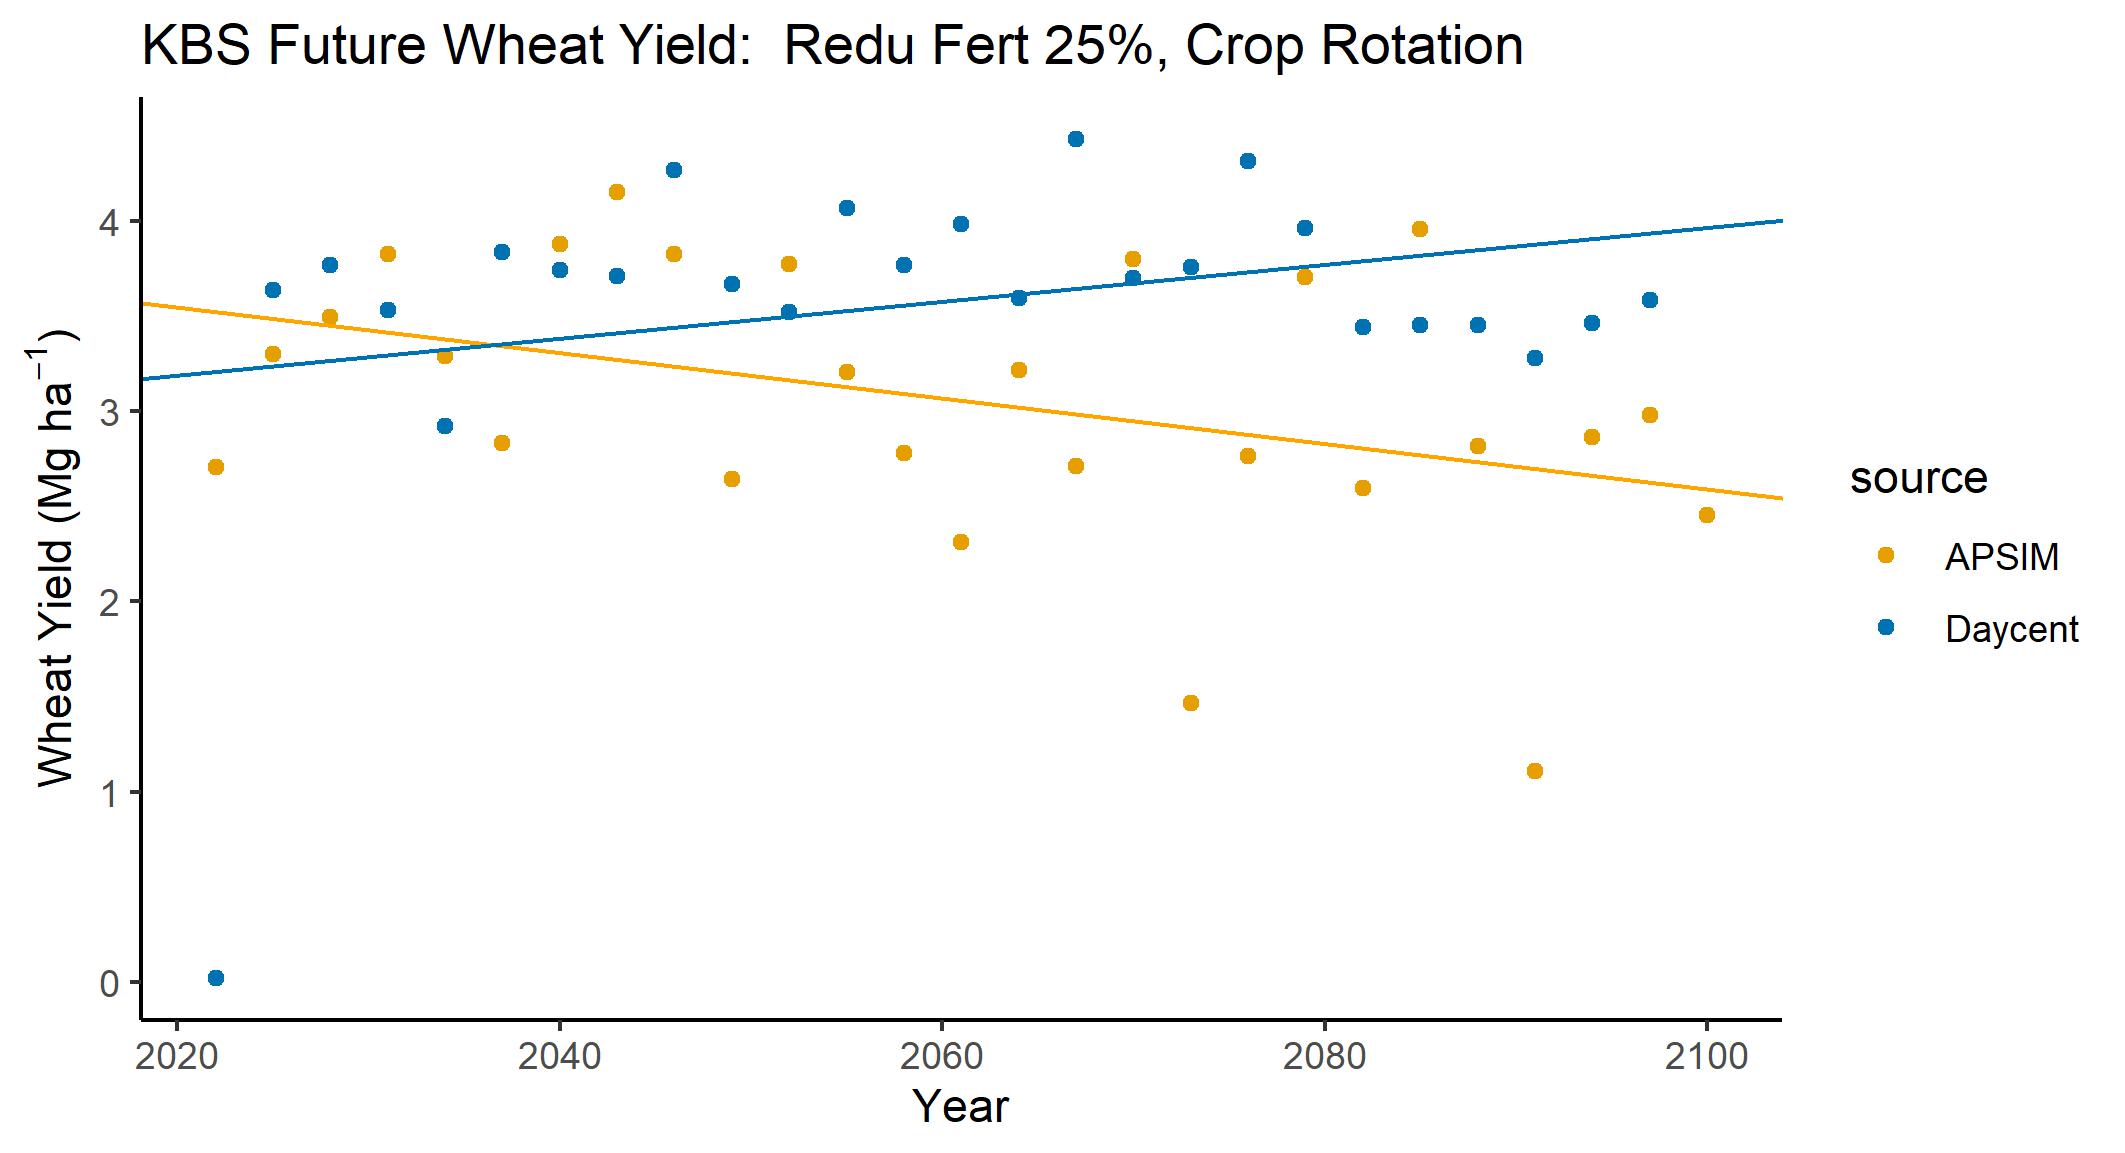 KBS Future Wheat Yield:  Redu Fert 25%, Crop Rotation
Wheat Yield (Mg ha⁻¹)
4
3
2
1
0
2020 2040 2060 2080 2100
Year
source
APSIM
Daycent